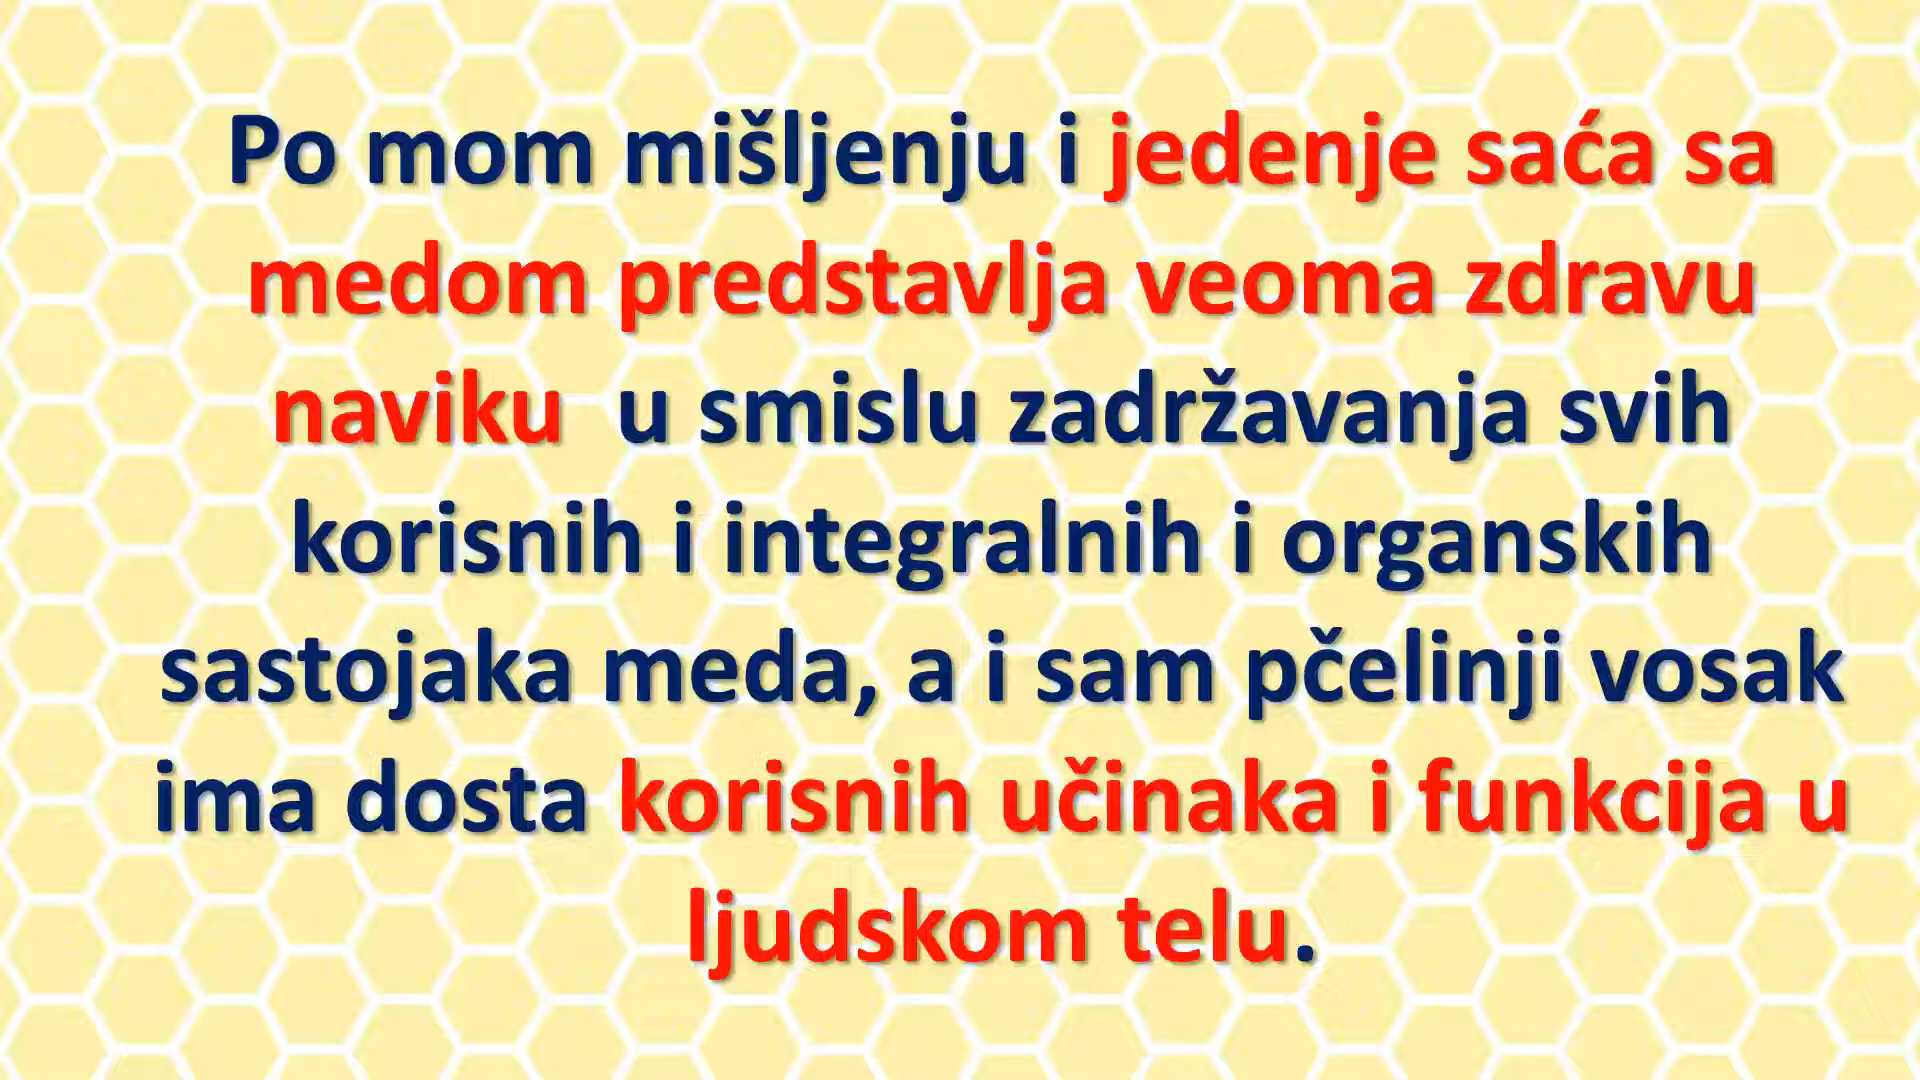 Po mom mišljenju i jedenje saća sa
medom predstavlja veoma zdravu
naviku u smislu zadržavanja svih
korisnih i integralnih i organskih
sastojaka meda, a i sam pčelinji vosak
ima dosta korisnih učinaka i funkcija u
ljudskom telu.